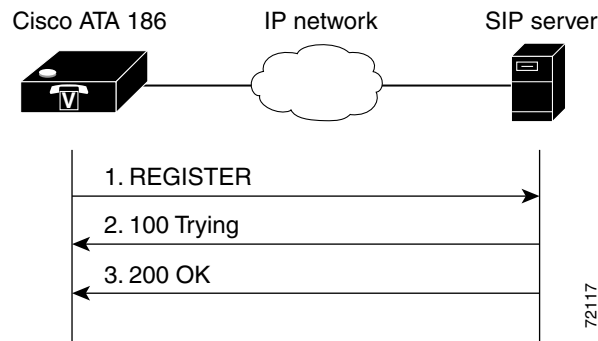 Cisco ATA 186
IP network
SIP server
V
1. REGISTER
2. 100 Trying
3. 200 OK
72117